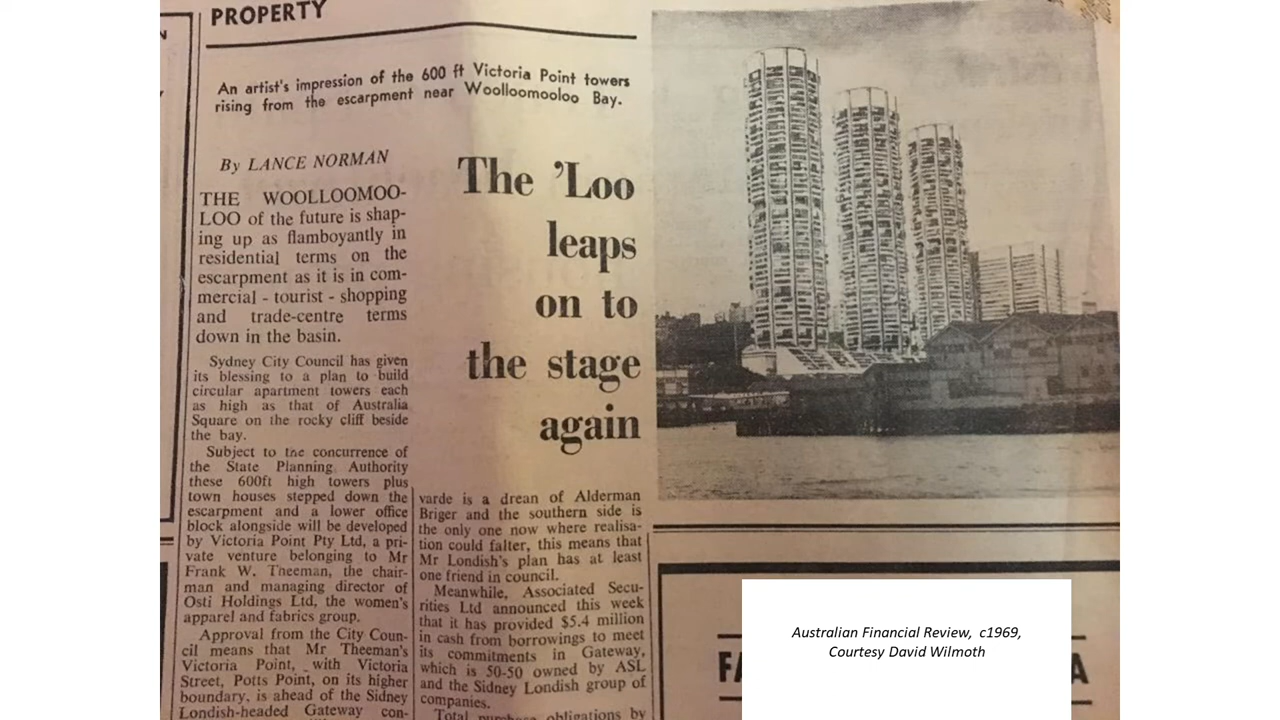 PROPERTY
An artist's impression of the 600 ft Victoria Point towers
rising from the escarpment near Woolloomooloo Bay.
By LANCE NORMAN
The 'Loo
leaps
on to
the stage
again
THE WOOLLOOMOO-
LOO of the future is shap-
ing up as flamboyantly in
residential terms on the
escarpment as it is in com-
mercial - tourist - shopping
and trade-centre terms
down in the basin.
Sydney City Council has given
its blessing to a plan to build
circular apartment towers each
as high as that of Australia
Square on the rocky cliff beside
the bay.
Subject to the concurrence of
the State Planning Authority
these 600ft high towers plus
town houses stepped down the
escarpment and a lower office
block alongside will be developed
by Victoria Point Pty Ltd, a pri-
vate venture belonging to Mr
Frank W. Theeman, the chair-
man and managing director of
Osti Holdings Ltd, the women's
apparel and fabrics group.
Approval from the City Coun-
cil means that Mr Theeman's
Victoria Point, with Victoria
Street, Potts Point, on its higher
boundary, is ahead of the Sidney
Londish-headed Gateway con-
varde is a drean of Alderman
Briger and the southern side is
the only one now where realisa-
tion could falter, this means that
Mr Londish's plan has at least
one friend in council.
Meanwhile, Associated Secu-
rities Ltd announced this week
that it has provided $5.4 million
in cash from borrowings to meet
its commitments in Gateway,
which is 50-50 owned by ASL
and the Sidney Londish group of
companies.
Total purchase obligations by
FA
A
Australian Financial Review, c1969,
Courtesy David Wilmoth